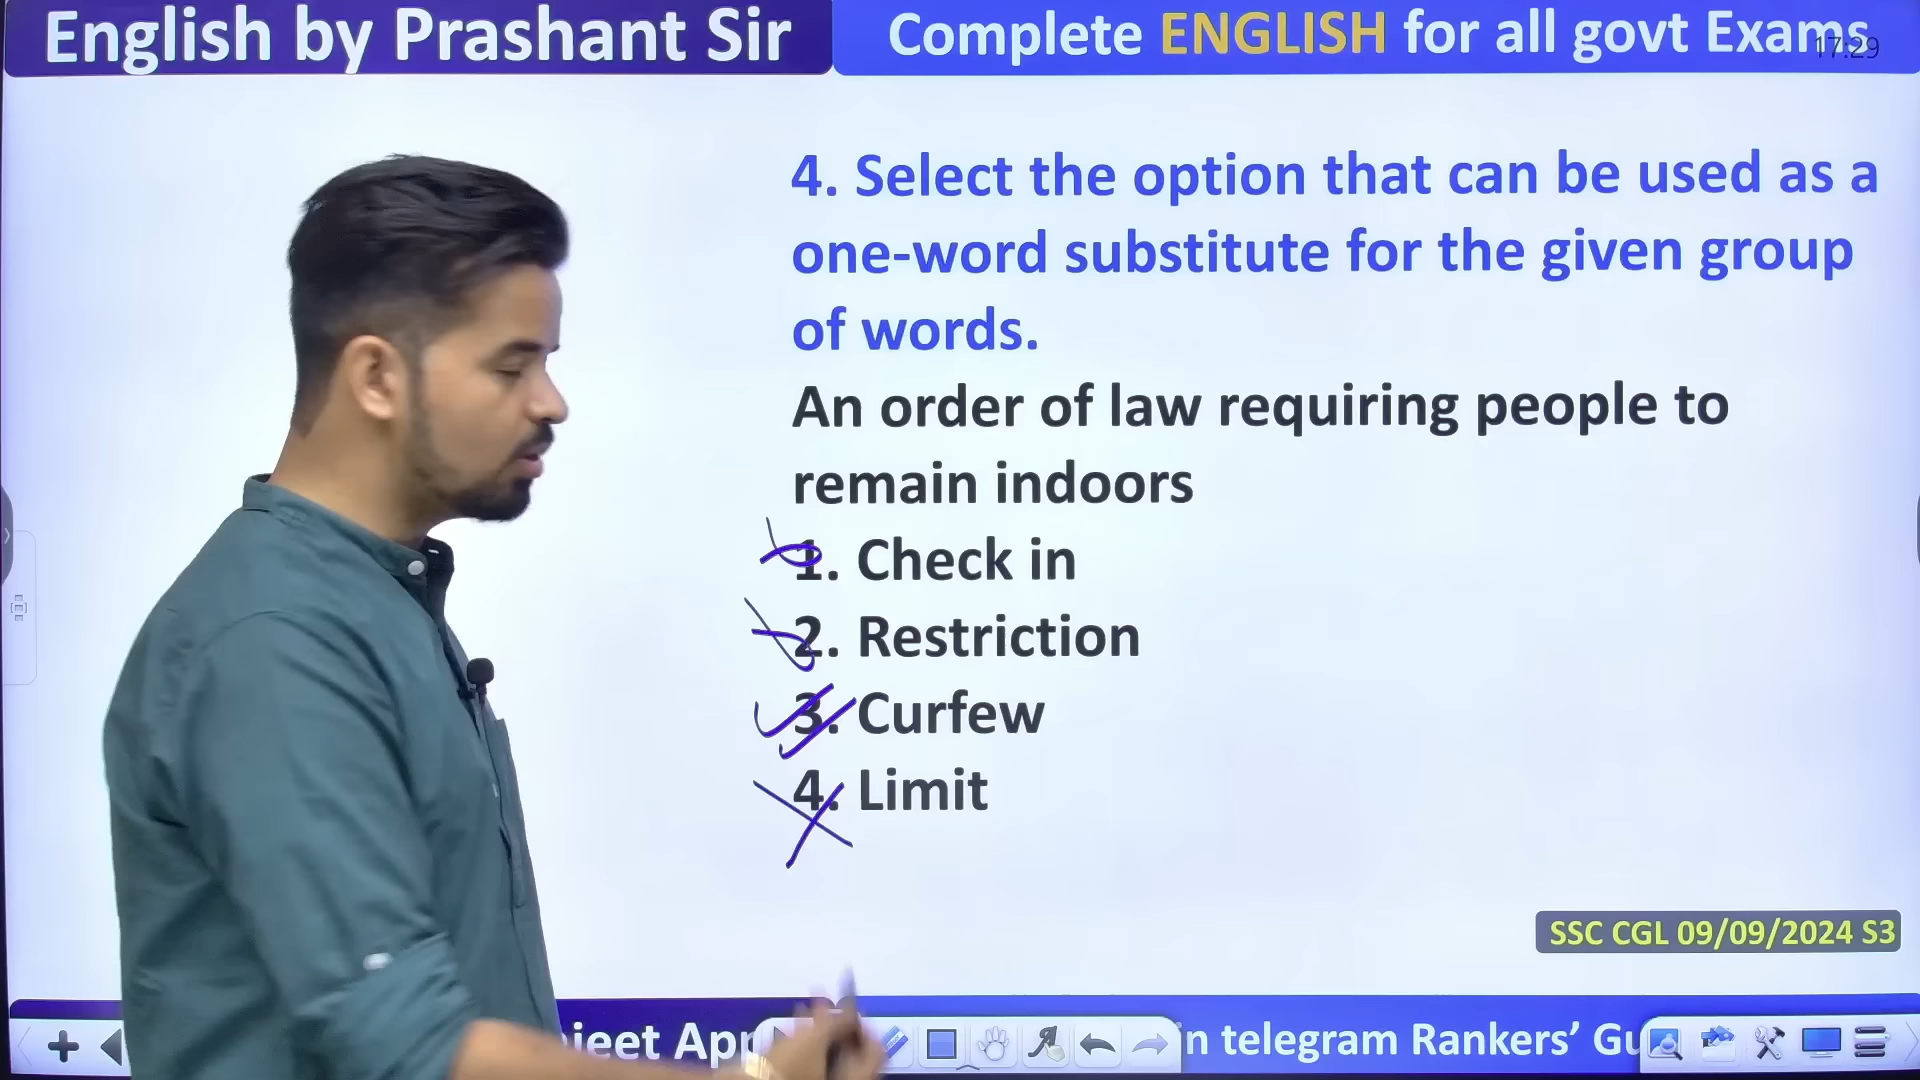 English by Prashant Sir
Complete ENGLISH for all govt Exams
17:29
4. Select the option that can be used as a
one-word substitute for the given group
of words.
An order of law requiring people to
remain indoors
1. Check in
2. Restriction
3. Curfew
4. Limit
SSC CGL 09/09/2024 S3
jeet App
in telegram Rankers’ Gu